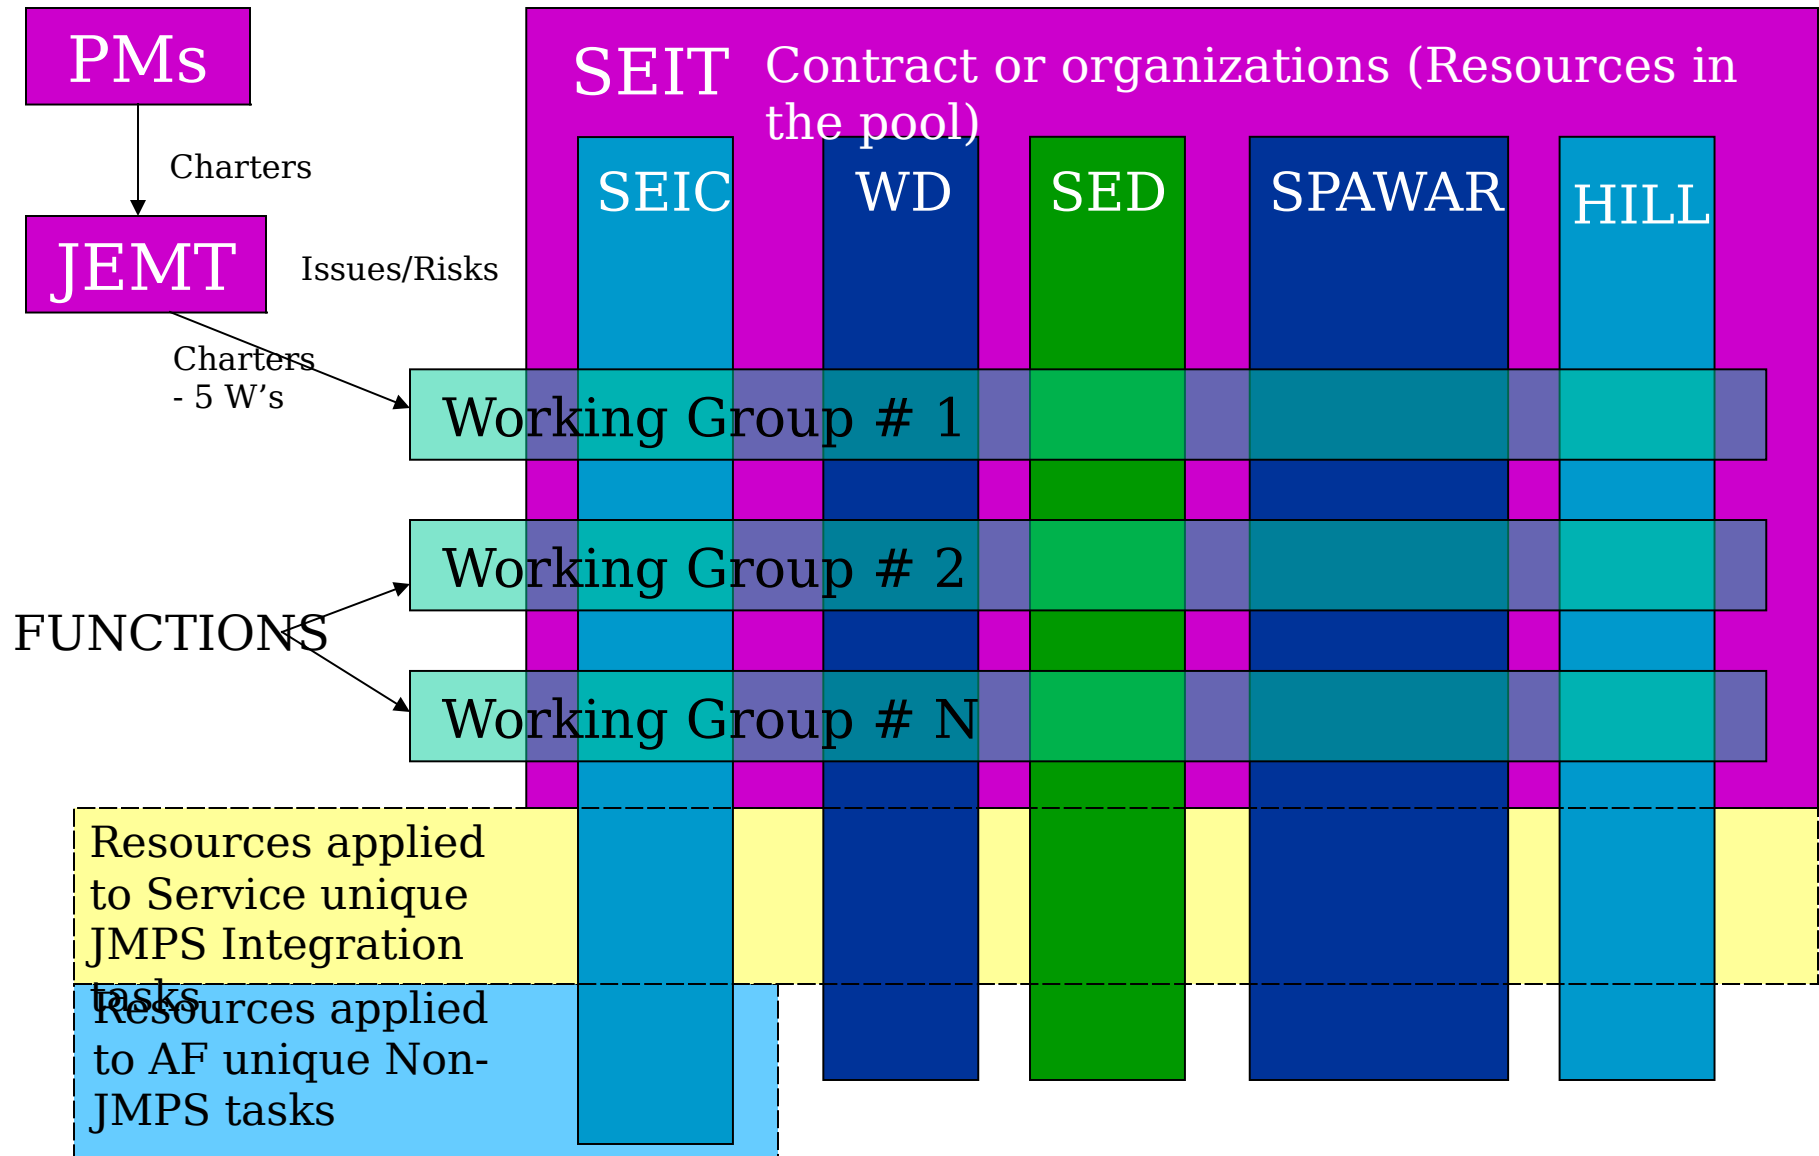 PMs
SEIT
Contract or organizations (Resources in
the pool)
Charters
SEIC
WD
SED
SPAWAR
HILL
JEMT
Issues/Risks
Charters
- 5 W’s
Working Group # 1
Working Group # 2
FUNCTIONS
Working Group # N
Resources applied
to Service unique
JMPS Integration
tasks
Resources applied
to AF unique Non-
JMPS tasks